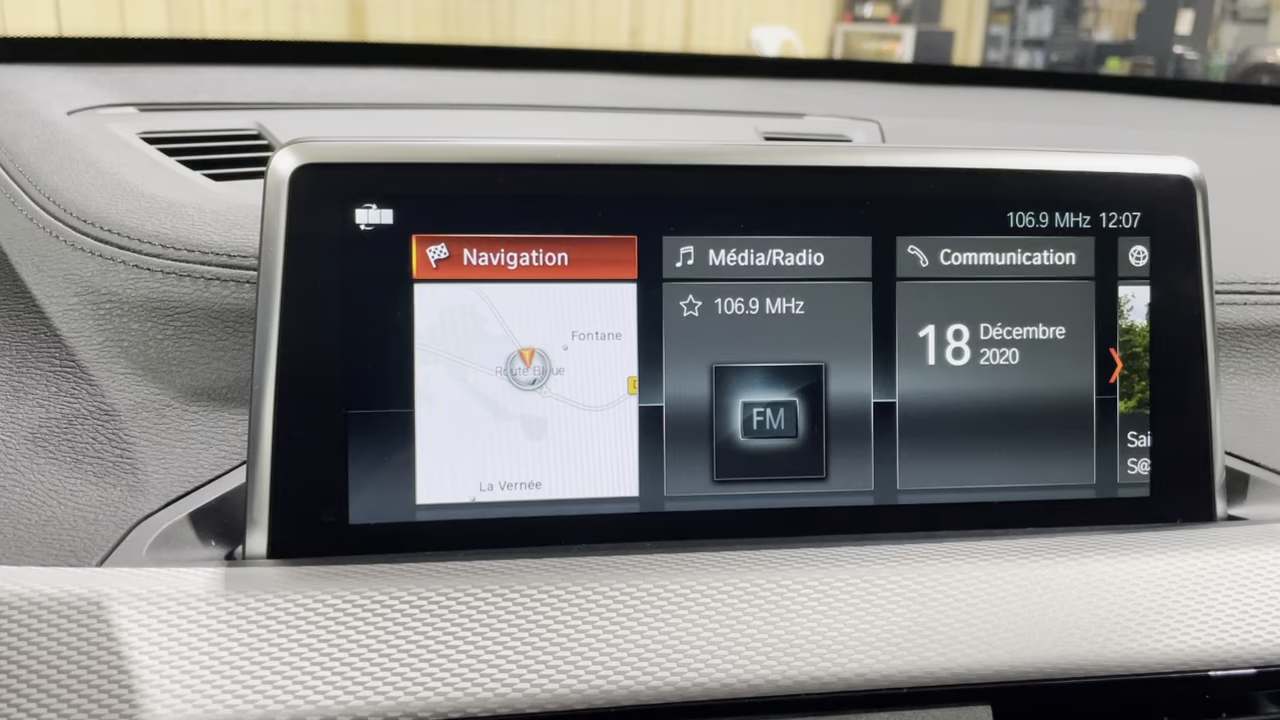 106.9 MHz 12:07
Navigation
Média/Radio
Communication
Fontane
Route Bleue
La Vernée
D
106.9 MHz
FM
18
Décembre
2020
Sai
S@